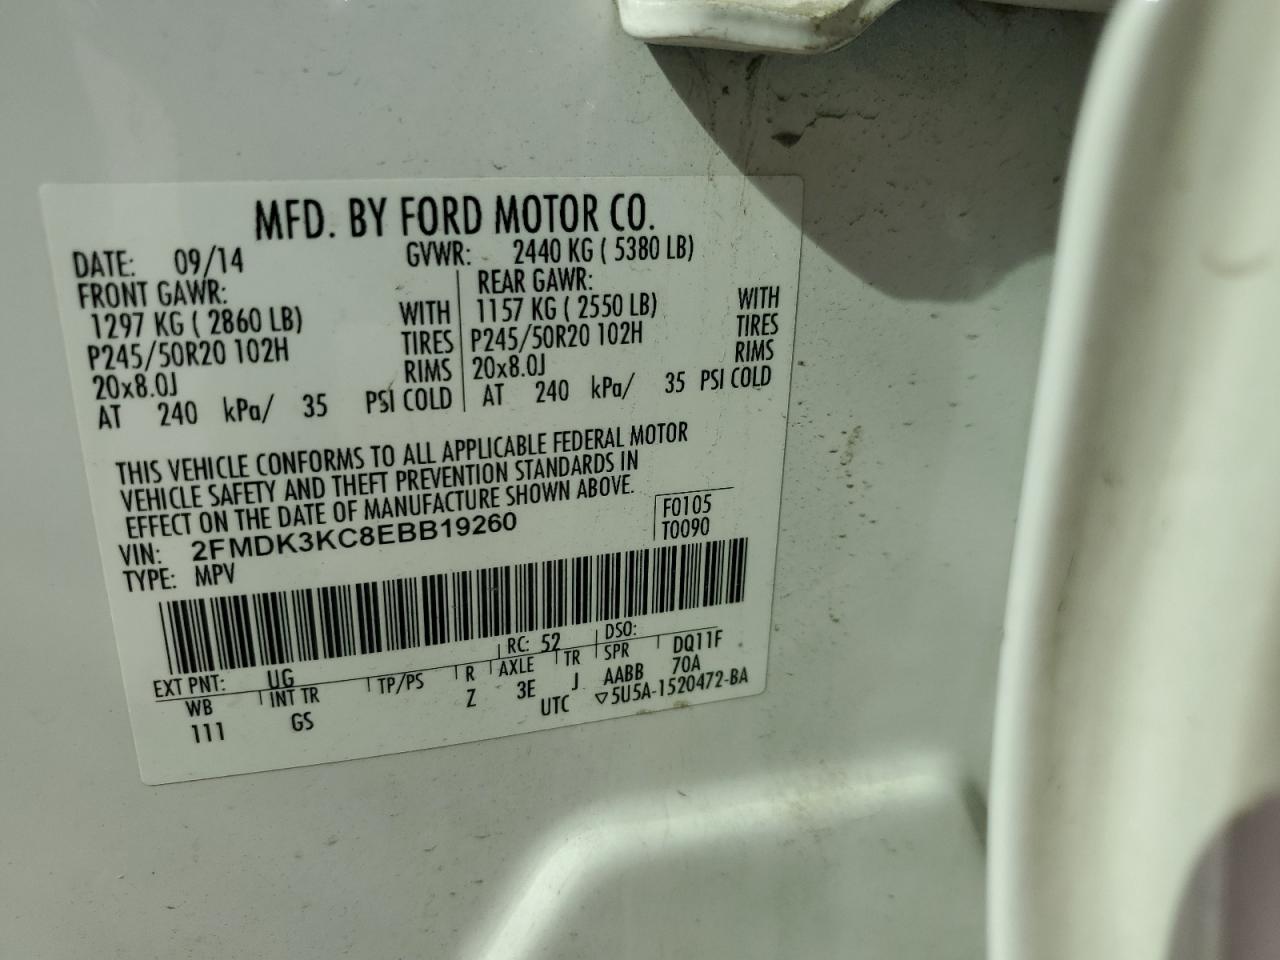 MFD. BY FORD MOTOR CO.
DATE: 09/14 GVWR: 2440 KG ( 5380 LB)
FRONT GAWR: REAR GAWR:
1297 KG ( 2860 LB) WITH 1157 KG ( 2550 LB) WITH
P245/50R20 102H TIRES P245/50R20 102H TIRES
20x8.0J RIMS 20x8.0J RIMS
AT 240 kPa/ 35 PSI COLD AT 240 kPa/ 35 PSI COLD
THIS VEHICLE CONFORMS TO ALL APPLICABLE FEDERAL MOTOR
VEHICLE SAFETY AND THEFT PREVENTION STANDARDS IN
EFFECT ON THE DATE OF MANUFACTURE SHOWN ABOVE.
VIN: 2FMDK3KC8EBB19260 F0105
TYPE: MPV T0090
EXT PNT: UG RC: 52 DSO:
WB INT TR TP/PS R AXLE TR SPR DQ11F
111 GS Z 3E J AABB 70A
UTC ▽5U5A-1520472-BA